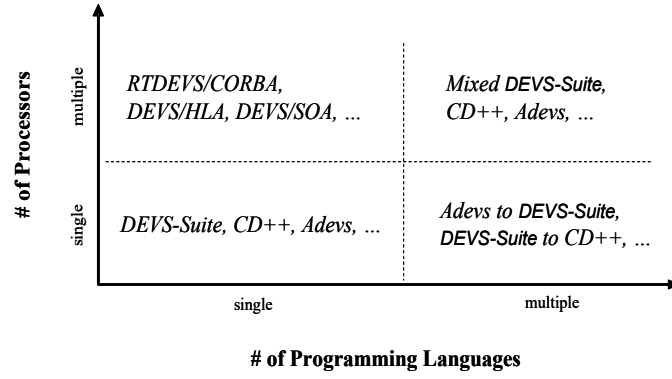 # of Processors
multiple
single
RTDEVS/CORBA,
DEVS/HLA, DEVS/SOA, ...
Mixed DEVS-Suite,
CD++, Adevs, ...
DEVS-Suite, CD++, Adevs, ...
Adevs to DEVS-Suite,
DEVS-Suite to CD++, ...
single
multiple
# of Programming Languages